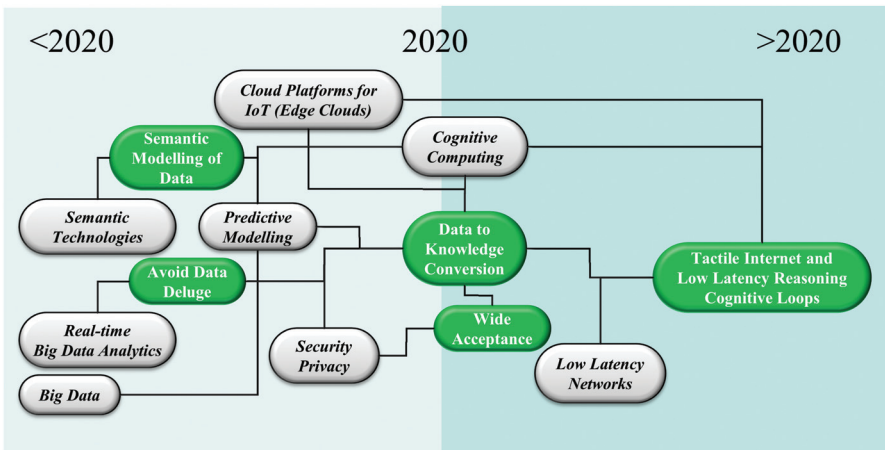 <2020
2020
>2020
Cloud Platforms for
IoT (Edge Clouds)
Semantic
Modelling of
Data
Cognitive
Computing
Semantic
Technologies
Predictive
Modelling
Data to
Knowledge
Conversion
Tactile Internet and
Low Latency Reasoning
Cognitive Loops
Avoid Data
Deluge
Real-time
Big Data Analytics
Security
Privacy
Wide
Acceptance
Low Latency
Networks
Big Data